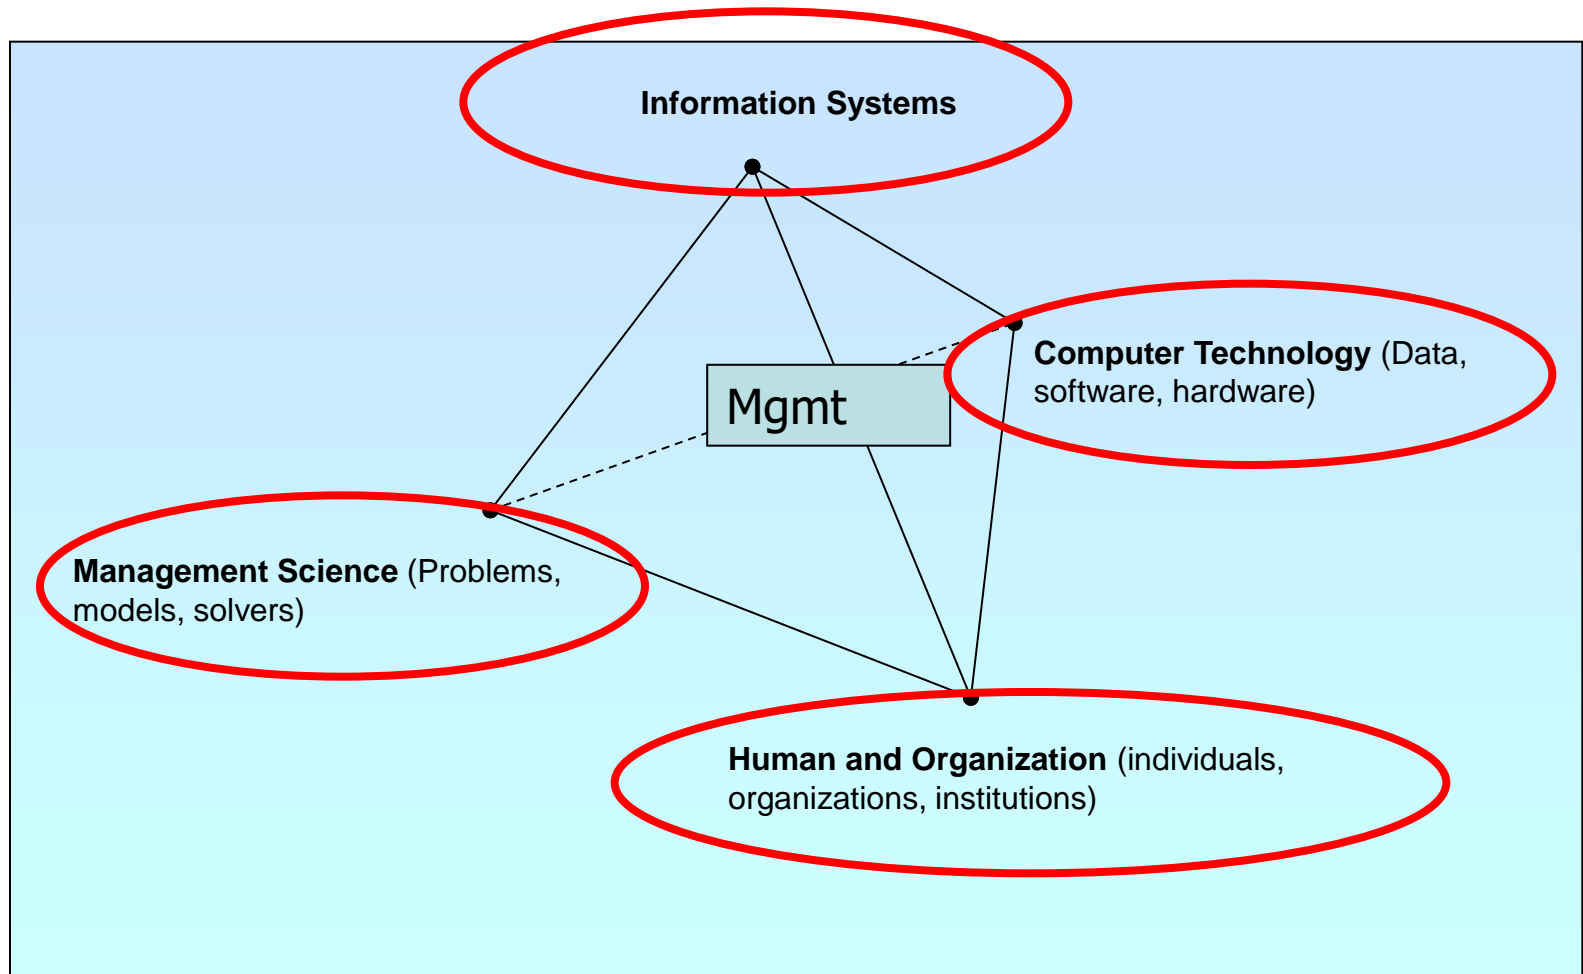 Information Systems
Computer Technology (Data,
software, hardware)
Mgmt
Management Science (Problems,
models, solvers)
Human and Organization (individuals,
organizations, institutions)